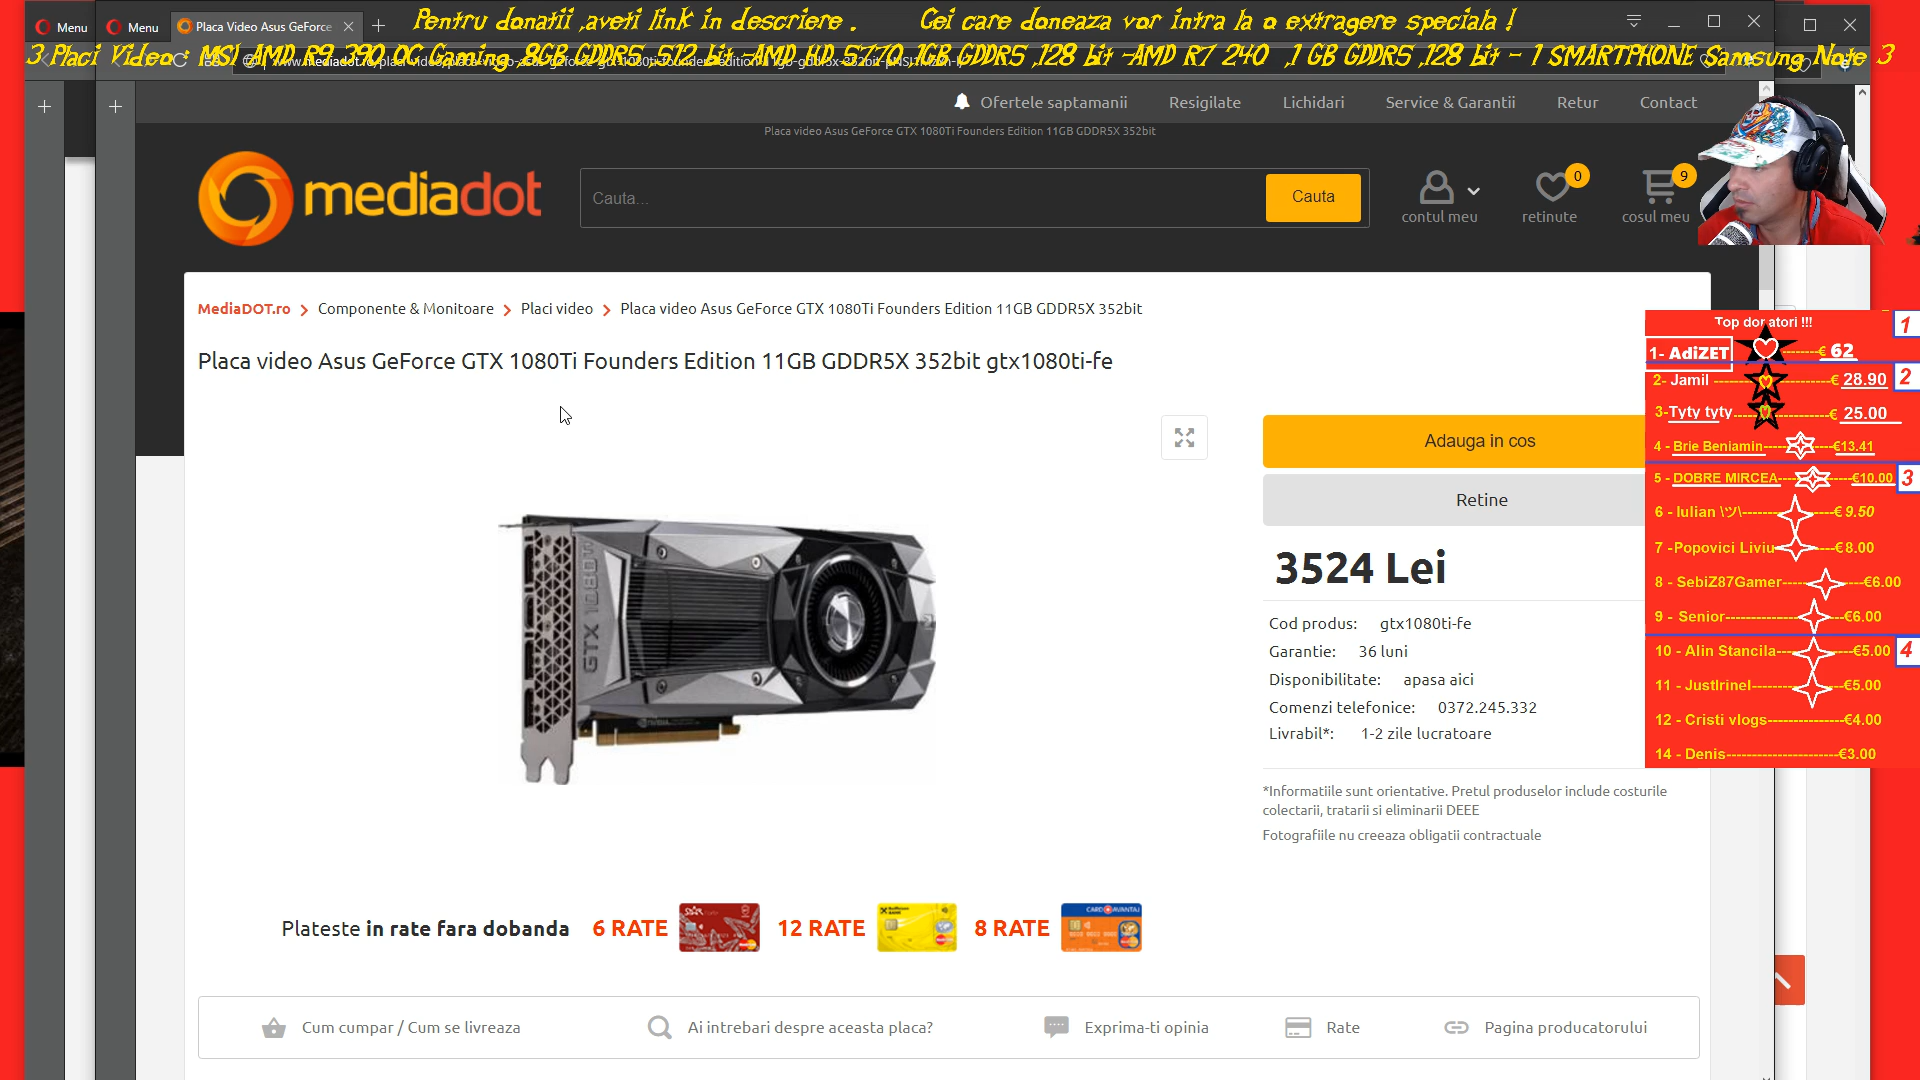 Menu
Menu
Placa Video Asus GeForce
Pentru donatii ,aveti link in descriere .
Cei care doneaza vor intra la o extragere speciala !
3 Placi Video: MSI AMD R9 390 OC Gaming 8GB GDDR5 ,512 bit -AMD HD 5770 ,1GB GDDR5 ,128 bit -AMD R7 240 ,1 GB GDDR5 ,128 bit - 1 SMARTPHONE Samsung Note 3
Ofertele saptamanii
Resigilate
Lichidari
Service & Garantii
Retur
Contact
Placa video Asus GeForce GTX 1080Ti Founders Edition 11GB GDDR5X 352bit
mediadot
Cauta...
Cauta
contul meu
0
retinute
9
cosul meu
MediaDOT.ro
Componente & Monitoare
Placi video
Placa video Asus GeForce GTX 1080Ti Founders Edition 11GB GDDR5X 352bit
Placa video Asus GeForce GTX 1080Ti Founders Edition 11GB GDDR5X 352bit gtx1080ti-fe
GTX 1080 Ti
Adauga in cos
Retine
3524 Lei
Cod produs: gtx1080ti-fe
Garantie: 36 luni
Disponibilitate: apasa aici
Comenzi telefonice: 0372.245.332
Livrabil*: 1-2 zile lucratoare
*Informatiile sunt orientative. Pretul produselor include costurile
colectarii, tratarii si eliminarii DEEE
Fotografiile nu creeaza obligatii contractuale
Plateste in rate fara dobanda
6 RATE
12 RATE
8 RATE
CARD AVANTAJ
Cum cumpar / Cum se livreaza
Ai intrebari despre aceasta placa?
Exprima-ti opinia
Rate
Pagina producatorului
Top donatori !!!
1
1- AdiZET -------€ 62
2- Jamil ---------€ 28.90
2
3-Tyty tyty---------€ 25.00
4 - Brie Beniamin---------€13.41
5 - DOBRE MIRCEA---------€10.00
3
6 - Iulian \ツ\---------€ 9.50
7 -Popovici Liviu---------€8.00
8 - SebiZ87Gamer---------€6.00
9 - Senior---------€6.00
10 - Alin Stancila---------€5.00
4
11 - JustIrinel---------€5.00
12 - Cristi vlogs---------€4.00
14 - Denis---------€3.00